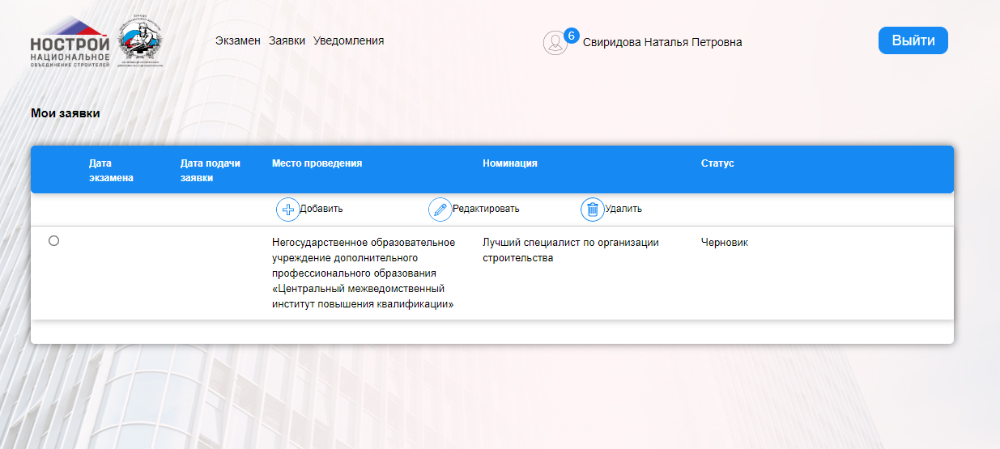 НОСТРОЙ
НАЦИОНАЛЬНОЕ
ОБЪЕДИНЕНИЕ СТРОИТЕЛЕЙ
Экзамен Заявки Уведомления
6
Свиридова Наталья Петровна
Выйти
Мои заявки
Дата экзамена
Дата подачи заявки
Место проведения
Номинация
Статус
Добавить
Редактировать
Удалить
Негосударственное образовательное
учреждение дополнительного
профессионального образования
«Центральный межведомственный
институт повышения квалификации»
Лучший специалист по организации
строительства
Черновик